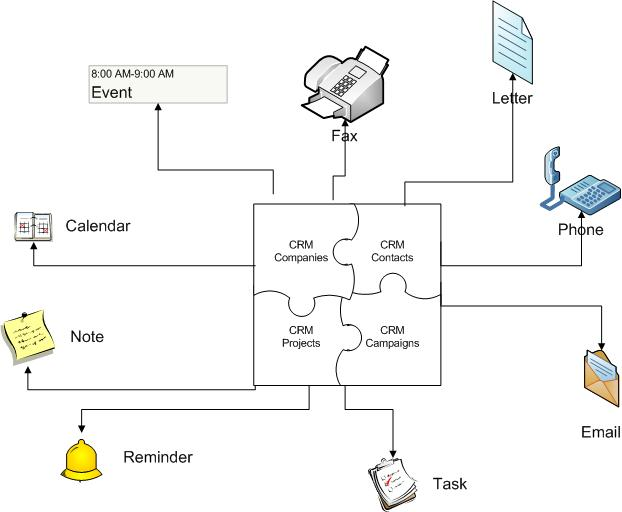 8:00 AM-9:00 AM
Event
Fax
Letter
Phone
Calendar
CRM
Companies
CRM
Contacts
Note
CRM
Projects
CRM
Campaigns
Email
Reminder
Task